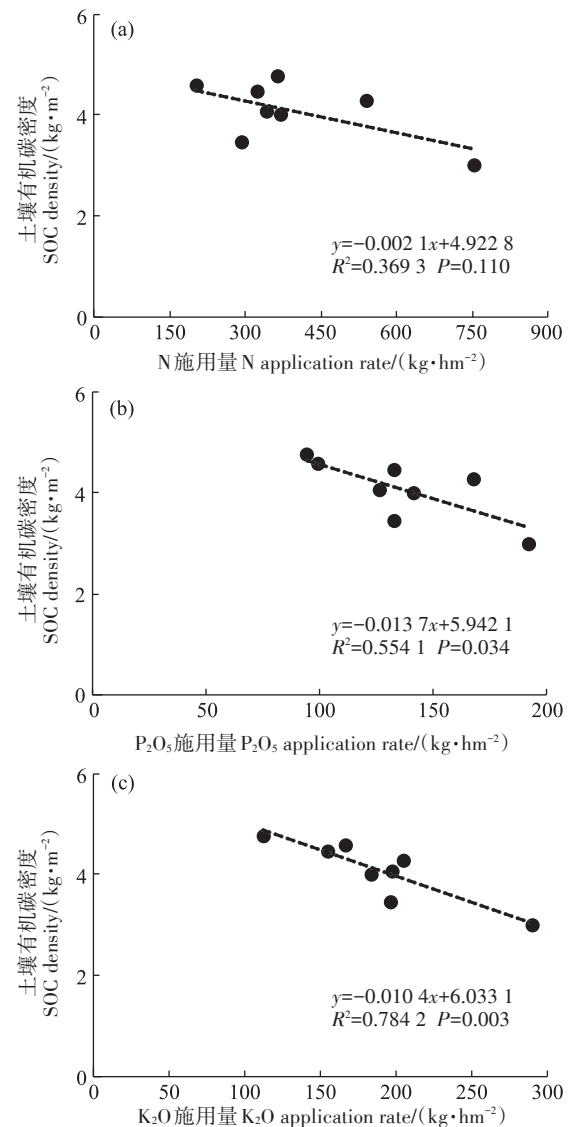 (a)
土壤有机碳密度
SOC density/(kg·m−2)
6
4
2
0
y=−0.002 1x+4.922 8
R2=0.369 3 P=0.110
0 150 300 450 600 750 900
N施用量 N application rate/(kg·hm−2)
(b)
土壤有机碳密度
SOC density/(kg·m−2)
6
4
2
0
y=−0.013 7x+5.942 1
R2=0.554 1 P=0.034
0 50 100 150 200
P2O5施用量 P2O5 application rate/(kg·hm−2)
(c)
土壤有机碳密度
SOC density/(kg·m−2)
6
4
2
0
y=−0.010 4x+6.033 1
R2=0.784 2 P=0.003
0 50 100 150 200 250 300
K2O施用量 K2O application rate/(kg·hm−2)